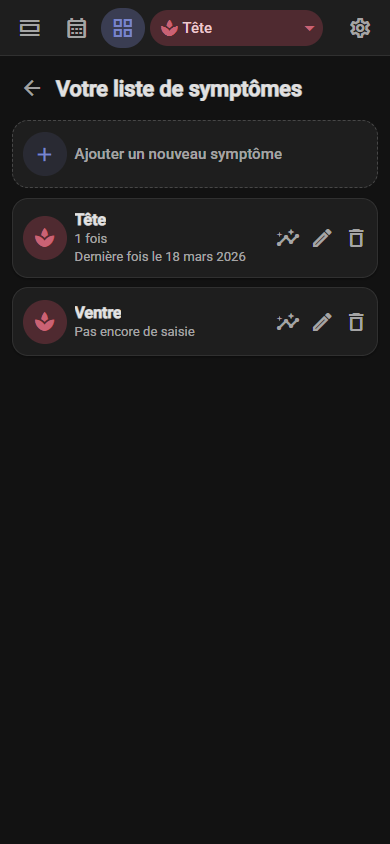 Tête
Votre liste de symptômes
Ajouter un nouveau symptôme
Tête
1 fois
Dernière fois le 18 mars 2026
Ventre
Pas encore de saisie